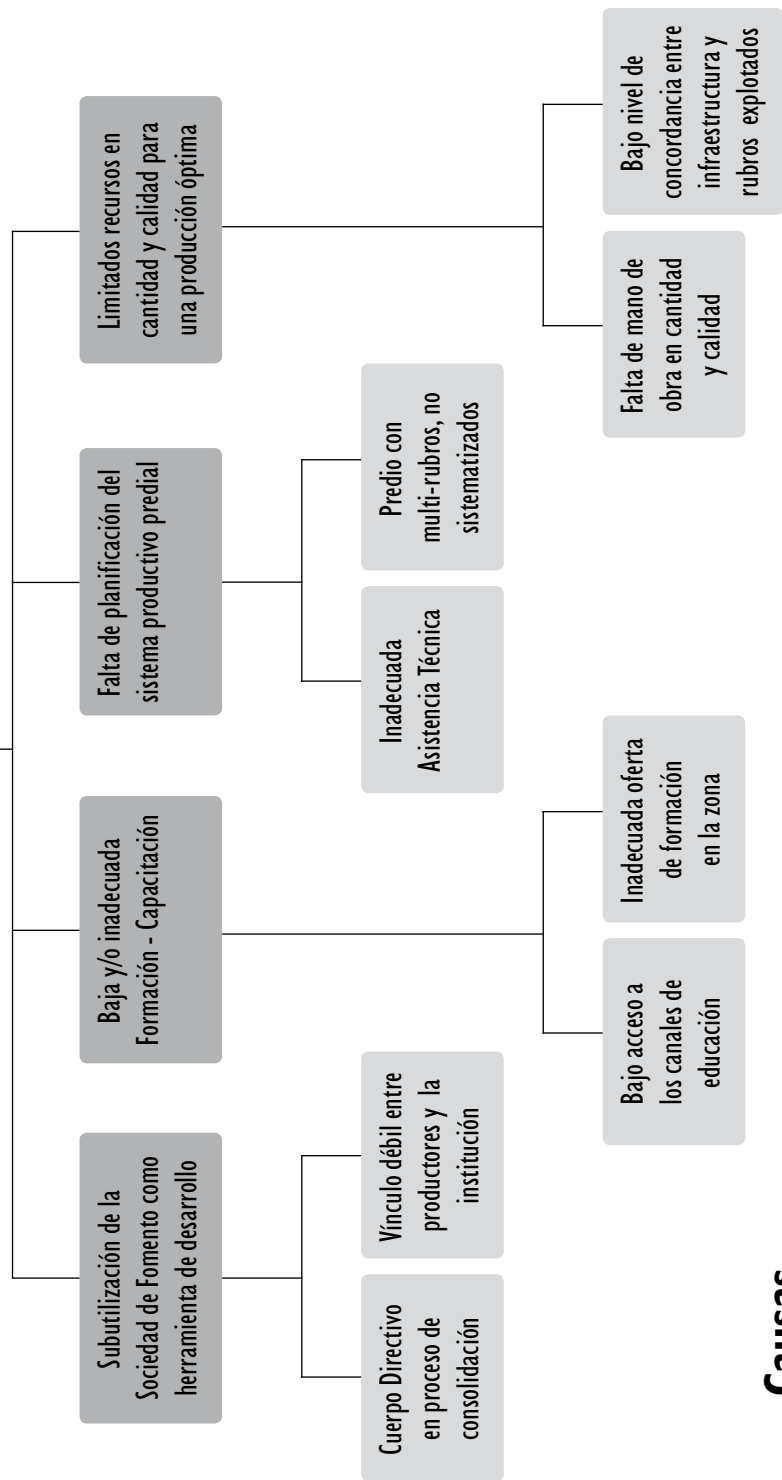 Subutilización de la
Sociedad de Fomento como
herramienta de desarrollo
Baja y/o inadecuada
Formación - Capacitación
Falta de planificación del
sistema productivo predial
Limitados recursos en
cantidad y calidad para
una producción óptima
Cuerpo Directivo
en proceso de
consolidación
Vínculo débil entre
productores y la
institución
Inadecuada
Asistencia Técnica
Predio con
multi-rubros, no
sistematizados
Bajo acceso a
los canales de
educación
Inadecuada oferta
de formación
en la zona
Falta de mano de
obra en cantidad
y calidad
Bajo nivel de
concordancia entre
infraestructura y
rubros explotados
Causas